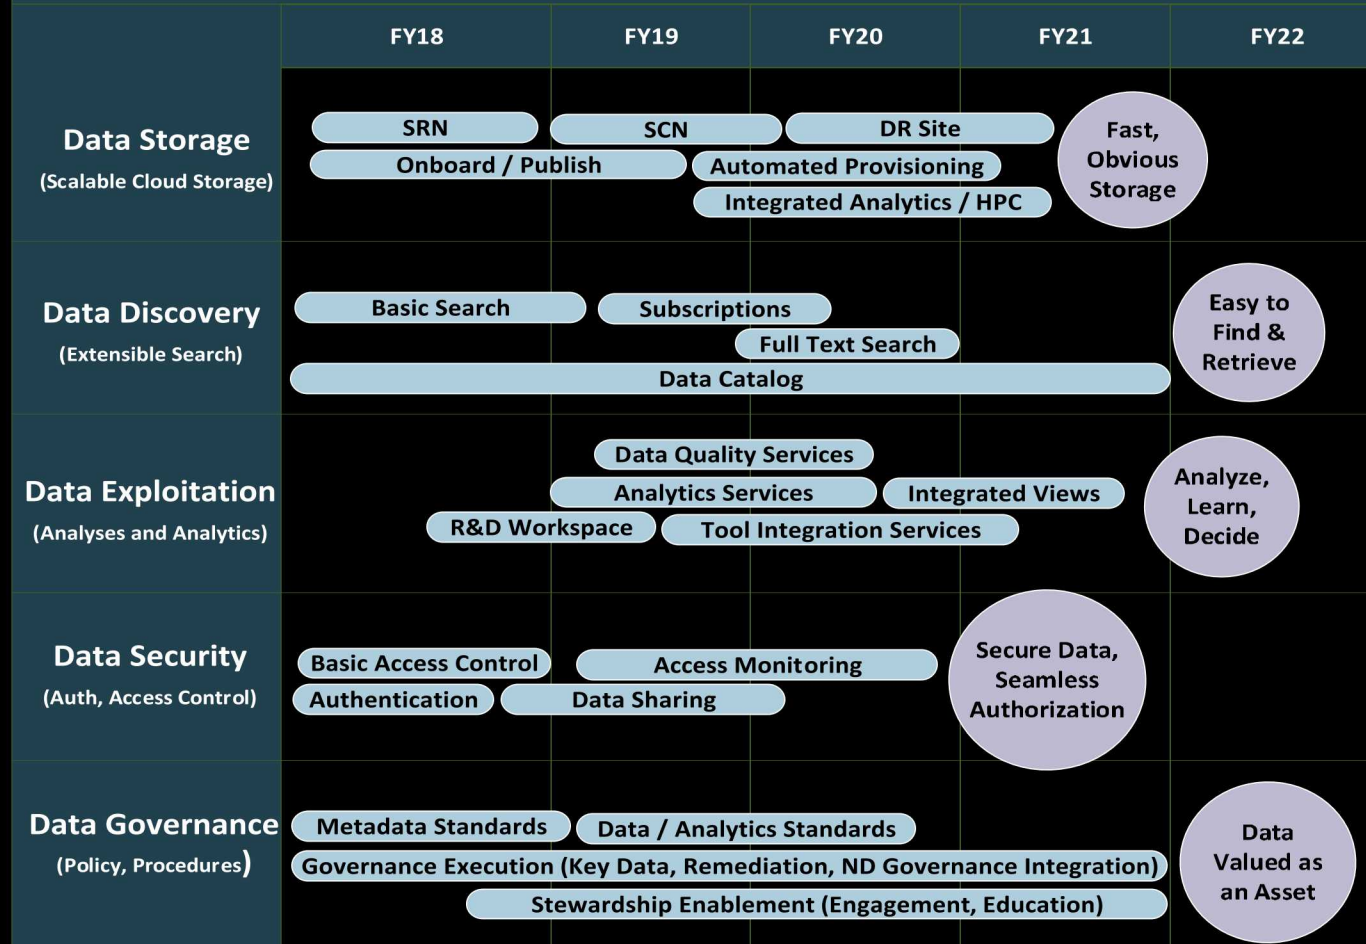 FY18 FY19 FY20 FY21 FY22
Data Storage
(Scalable Cloud Storage)
SRN SCN DR Site
Onboard / Publish Automated Provisioning
Integrated Analytics / HPC
Fast,
Obvious
Storage
Data Discovery
(Extensible Search)
Basic Search Subscriptions
Full Text Search
Data Catalog
Easy to
Find &
Retrieve
Data Exploitation
(Analyses and Analytics)
Data Quality Services
Analytics Services Integrated Views
R&D Workspace Tool Integration Services
Analyze,
Learn,
Decide
Data Security
(Auth, Access Control)
Basic Access Control Access Monitoring
Authentication Data Sharing
Secure Data,
Seamless
Authorization
Data Governance
(Policy, Procedures)
Metadata Standards Data / Analytics Standards
Governance Execution (Key Data, Remediation, ND Governance Integration)
Stewardship Enablement (Engagement, Education)
Data
Valued as
an Asset